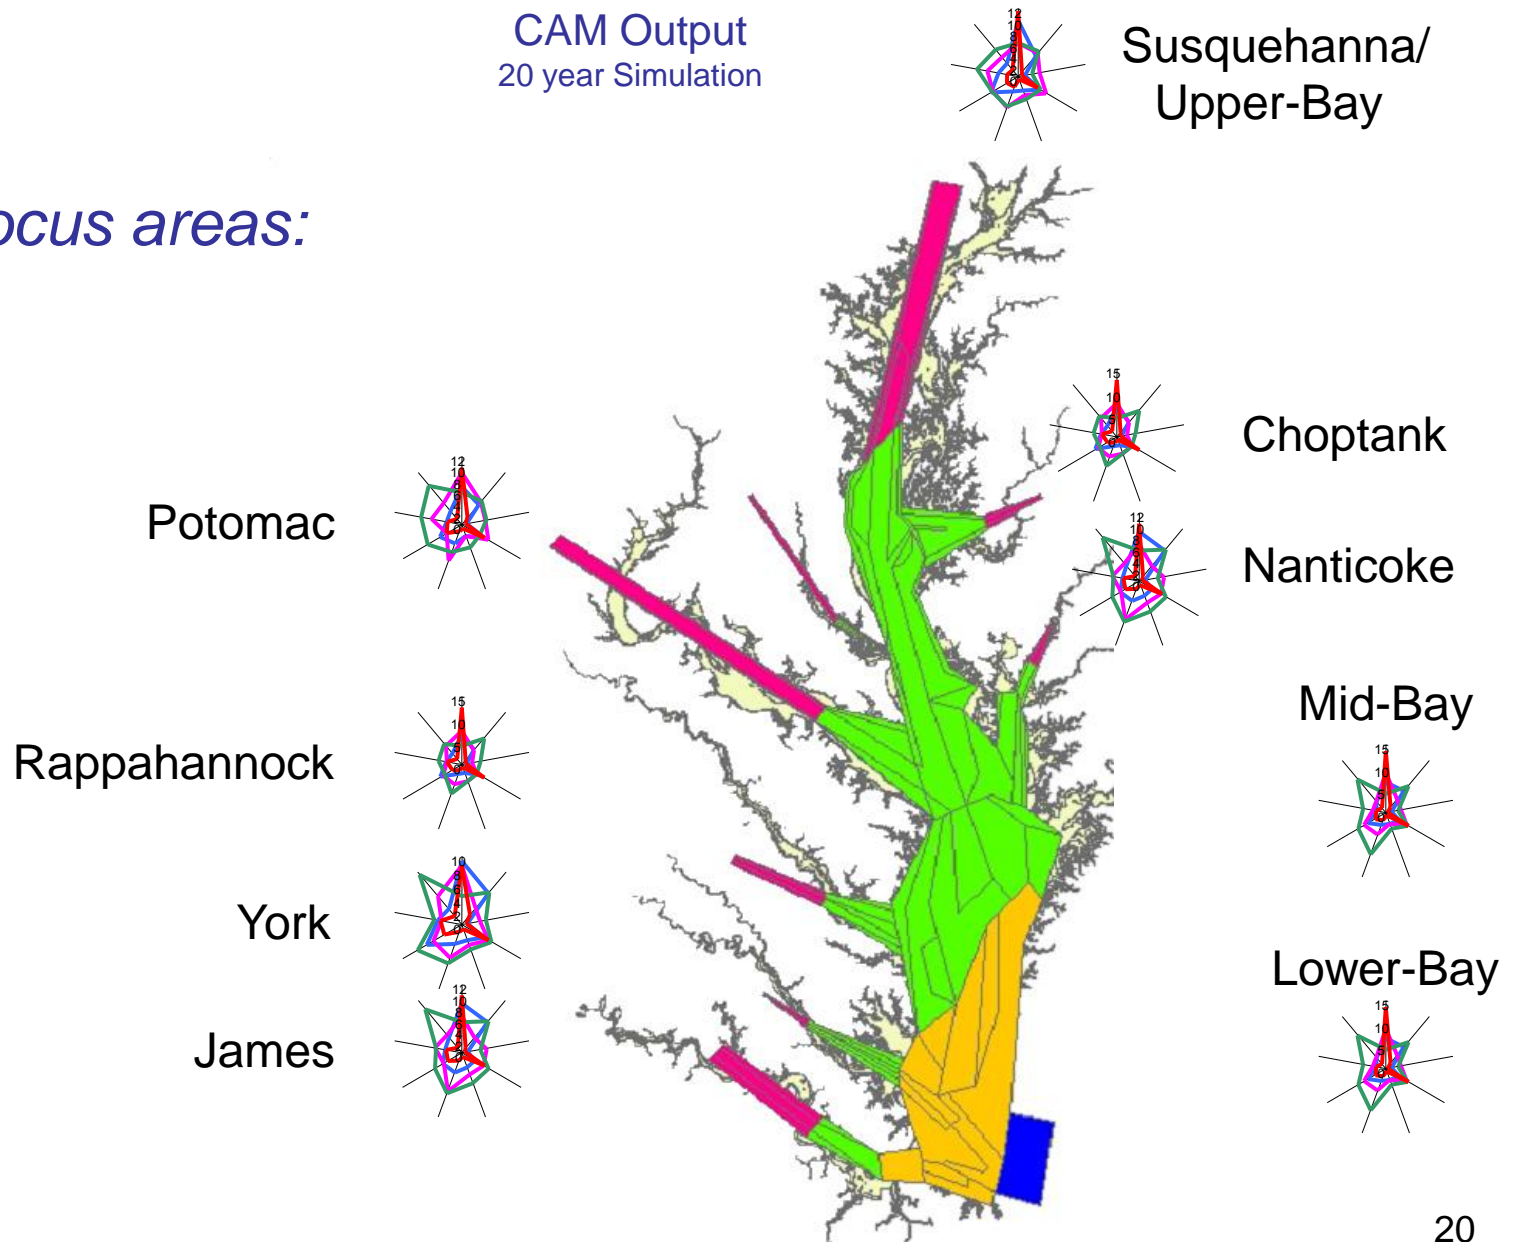 CAM Output
20 year Simulation
Susquehanna/
Upper-Bay
ocus areas:
Choptank
Potomac
Nanticoke
Mid-Bay
Rappahannock
York
Lower-Bay
James
20